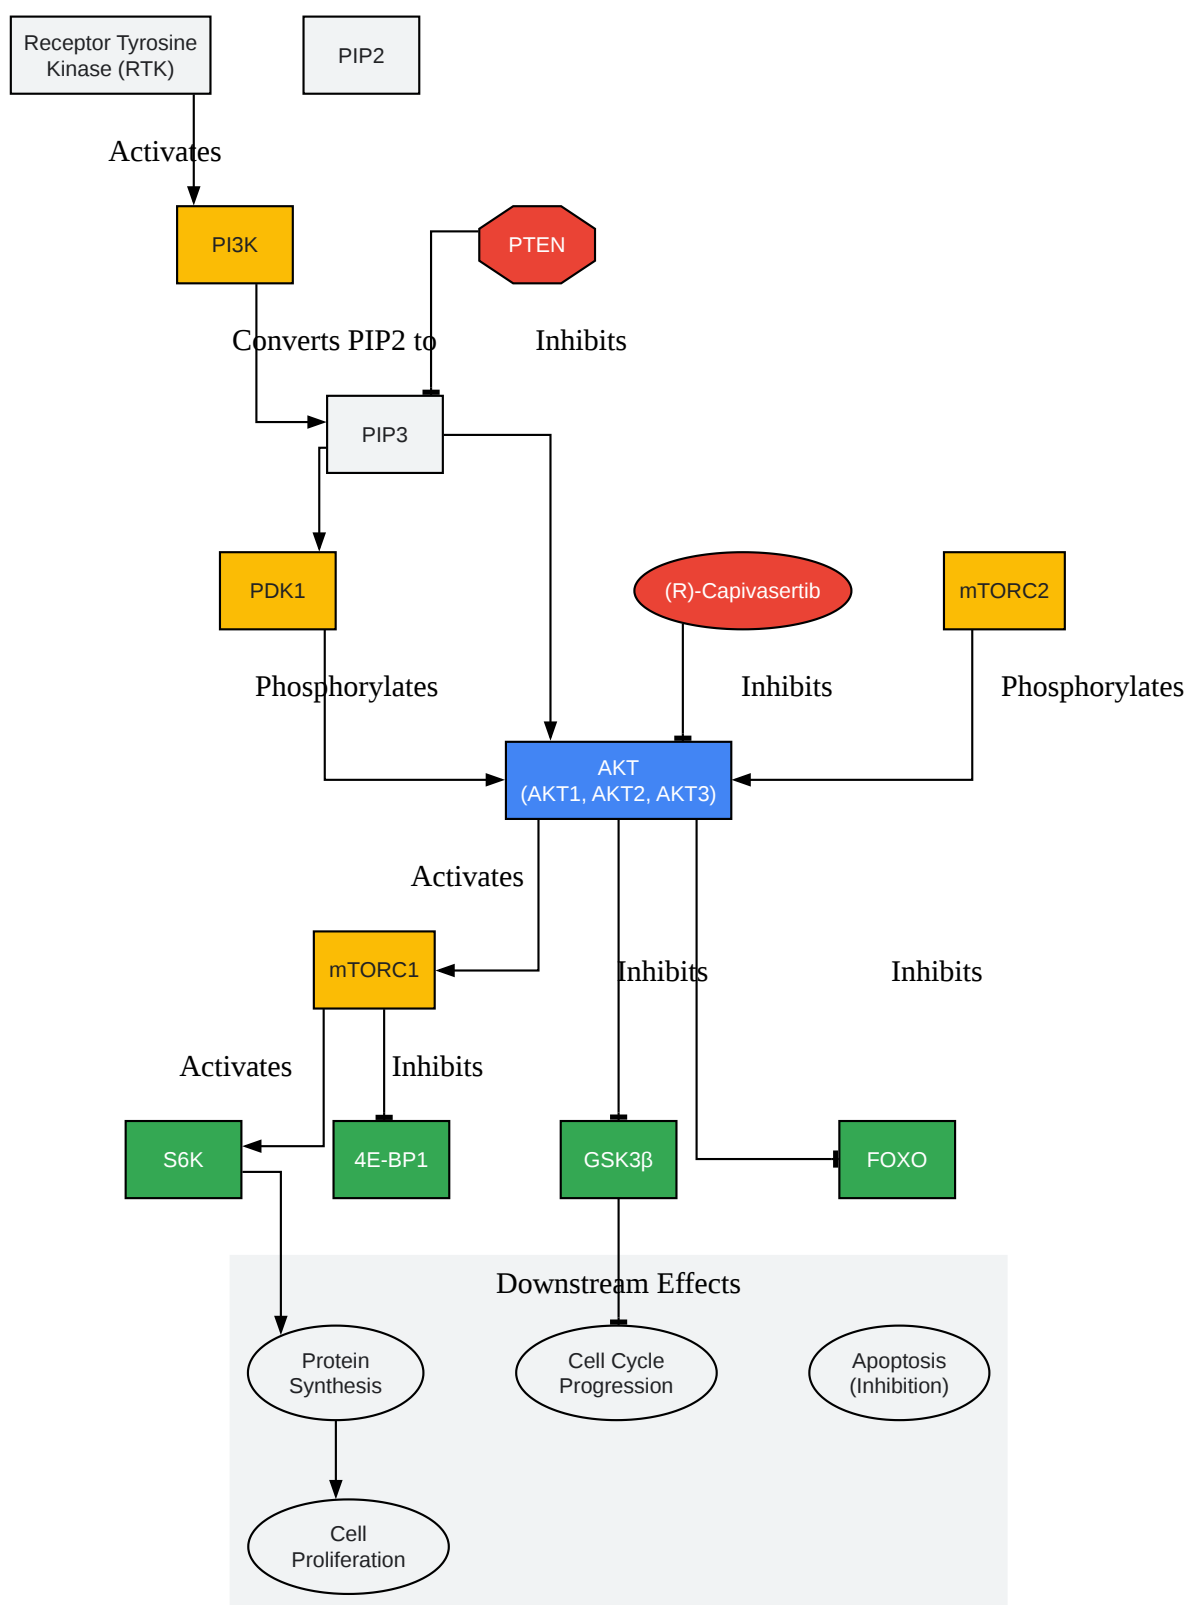 Receptor Tyrosine
Kinase (RTK)
PIP2
Activates
PI3K
PTEN
Converts PIP2 to
Inhibits
PIP3
PDK1
(R)-Capivasertib
mTORC2
Phosphorylates
Inhibits
Phosphorylates
AKT
(AKT1, AKT2, AKT3)
Activates
mTORC1
Inhibits
Inhibits
Activates
Inhibits
S6K
4E-BP1
GSK3β
FOXO
Downstream Effects
Protein
Synthesis
Cell Cycle
Progression
Apoptosis
(Inhibition)
Cell
Proliferation